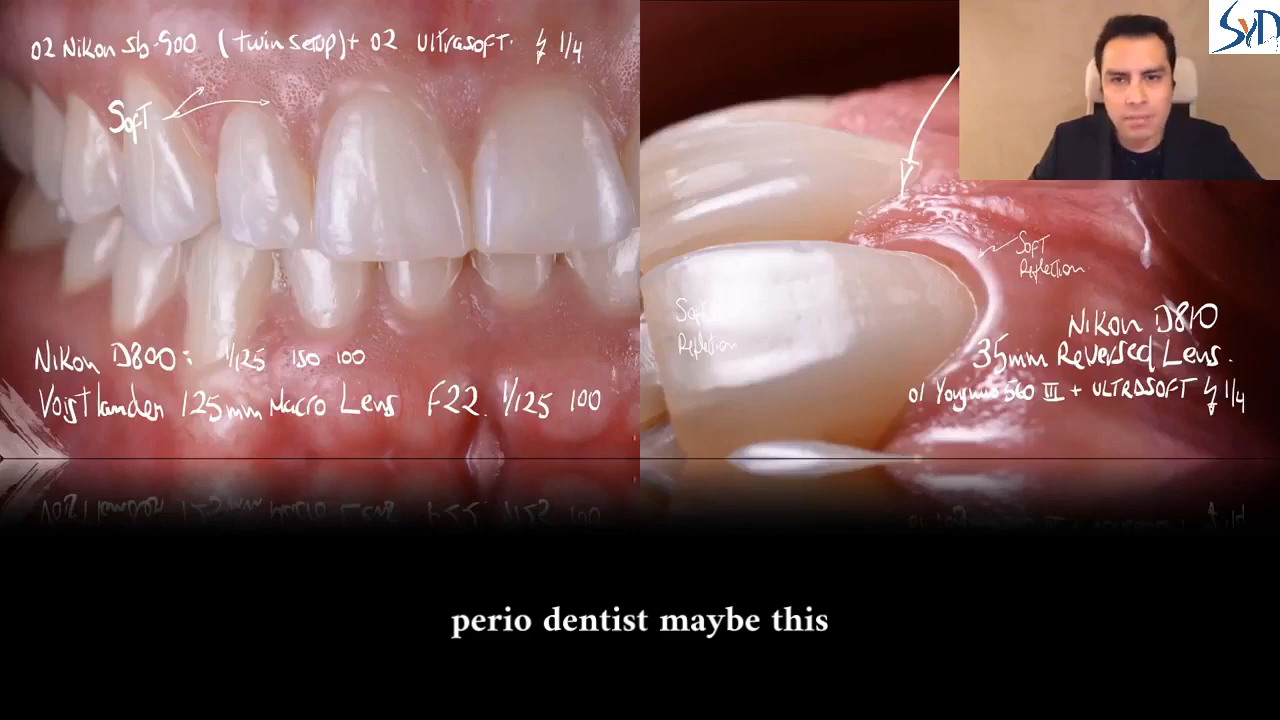 02 Nikon sb-900 (twin setup) + 02 ultrasoft. ϟ 1/4
Soft
Nikon D800: 1/125 ISO 100
Voigtlander 125mm Macro Lens F22. 1/125 100
Soft
Reflection
Soft
Reflection
Nikon D810
35mm Reversed Lens.
01 Yongnuo 560 III + ULTRASOFT ϟ 1/4
SYD
perio dentist maybe this